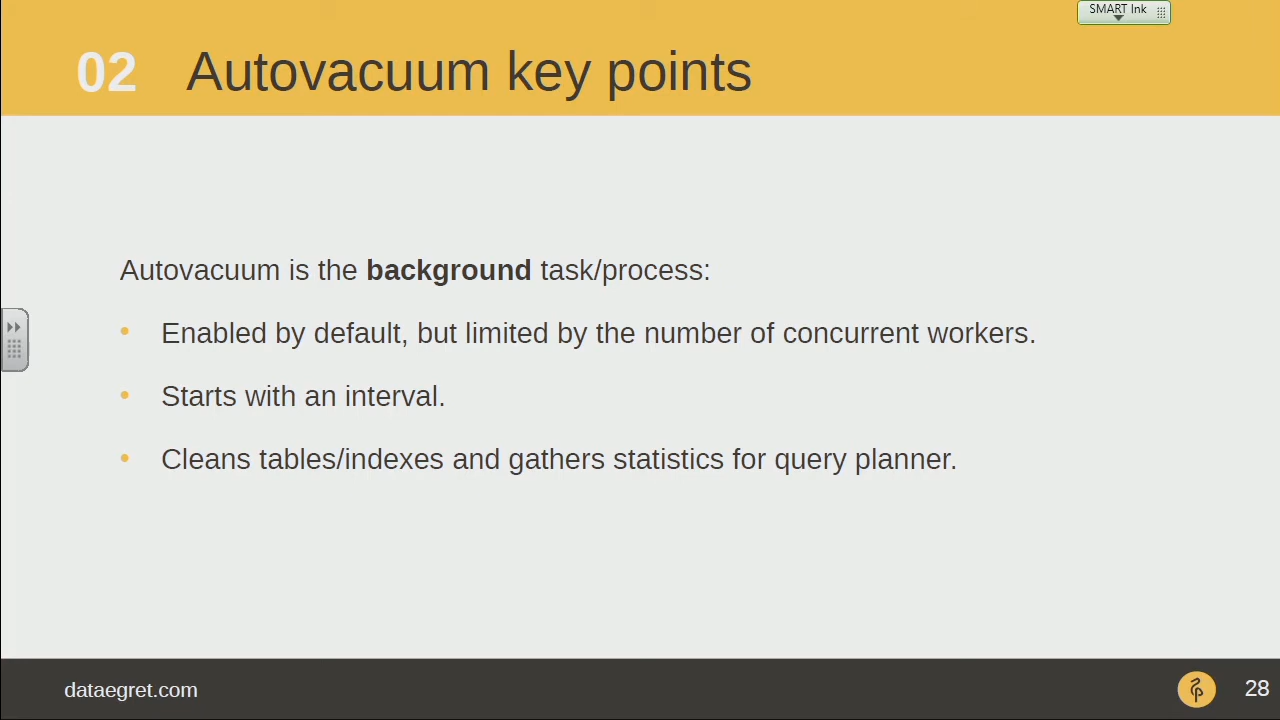 SMART Ink
02 Autovacuum key points
Autovacuum is the background task/process:
• Enabled by default, but limited by the number of concurrent workers.
• Starts with an interval.
• Cleans tables/indexes and gathers statistics for query planner.
dataegret.com
28